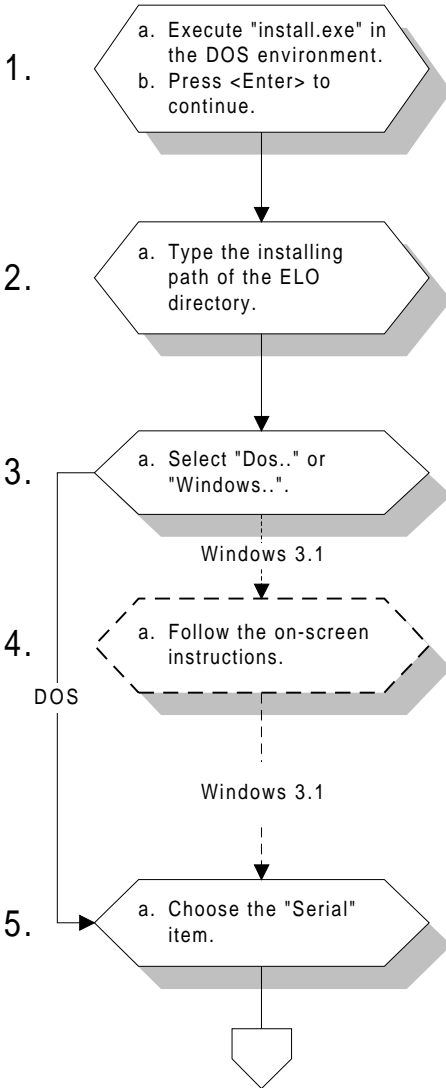 1.
a. Execute "install.exe" in
the DOS environment.
b. Press <Enter> to
continue.
2.
a. Type the installing
path of the ELO
directory.
3.
a. Select "Dos.." or
"Windows..".
Windows 3.1
4.
a. Follow the on-screen
instructions.
DOS
Windows 3.1
5.
a. Choose the "Serial"
item.